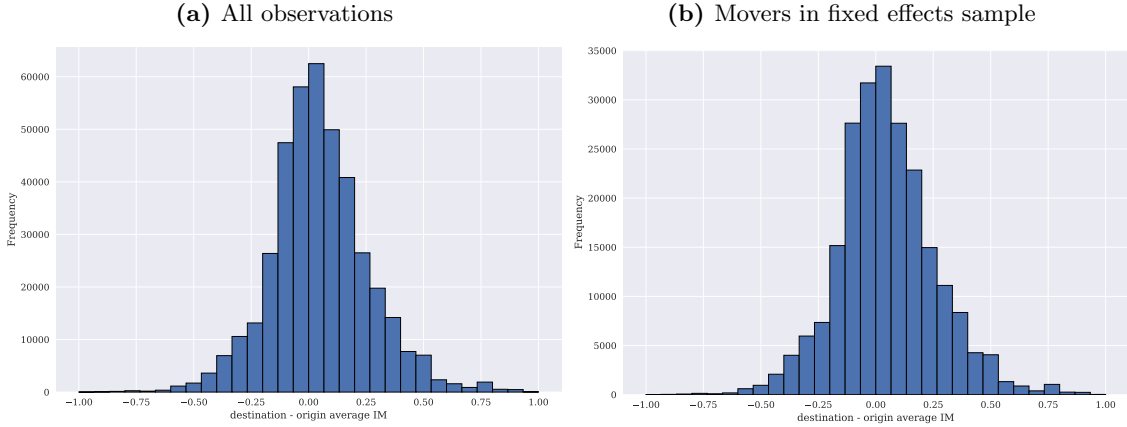 (a) All observations
(b) Movers in fixed effects sample
60000
50000
40000
30000
20000
10000
0
Frequency
−1.00 −0.75 −0.50 −0.25 0.00 0.25 0.50 0.75 1.00
destination - origin average IM
35000
30000
25000
20000
15000
10000
5000
0
Frequency
−1.00 −0.75 −0.50 −0.25 0.00 0.25 0.50 0.75 1.00
destination - origin average IM